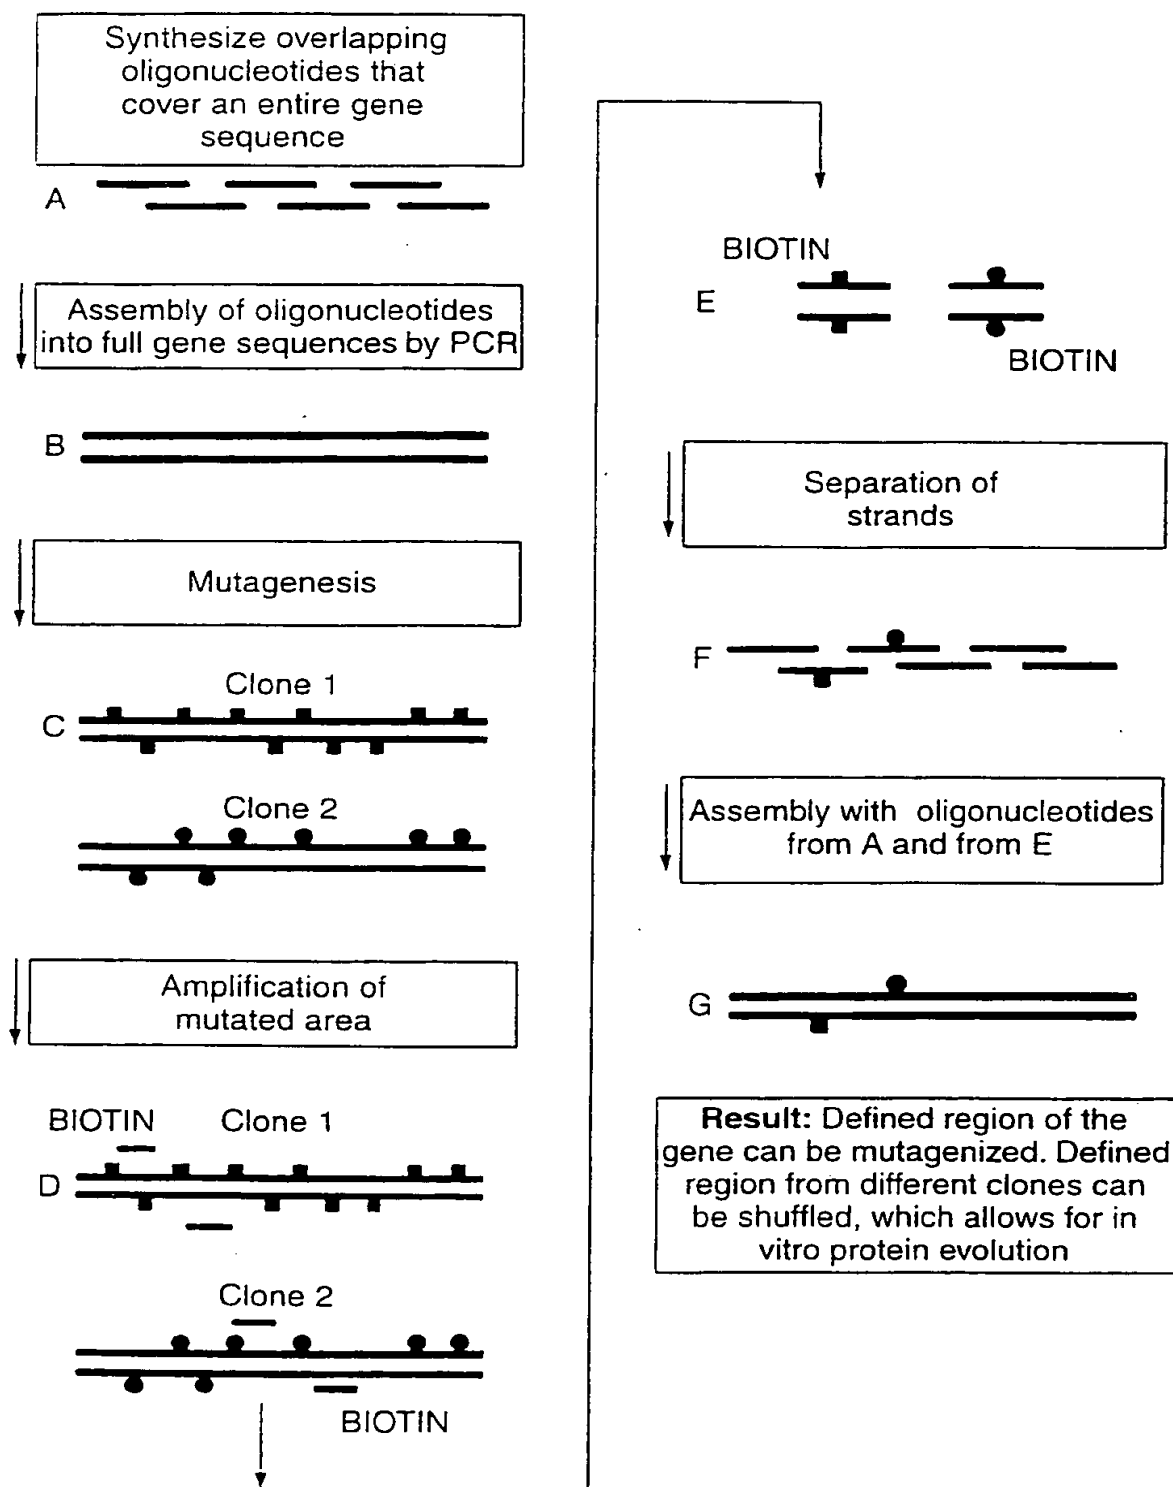 Synthesize overlapping
oligonucleotides that
cover an entire gene
sequence
A
Assembly of oligonucleotides
into full gene sequences by PCR
B
Mutagenesis
Clone 1
C
Clone 2
Amplification of
mutated area
BIOTIN
Clone 1
D
Clone 2
BIOTIN
BIOTIN
E
BIOTIN
Separation of
strands
F
Assembly with oligonucleotides
from A and from E
G
Result: Defined region of the
gene can be mutagenized. Defined
region from different clones can
be shuffled, which allows for in
vitro protein evolution